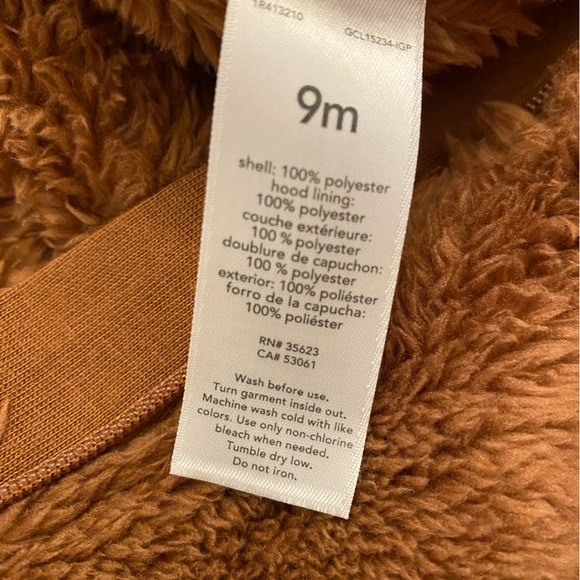 1R413210
GCL15234-IGP
9m
shell: 100% polyester
hood lining:
100% polyester
couche extérieure:
100 % polyester
doublure de capuchon:
100 % polyester
exterior: 100% poliéster
forro de la capucha:
100% poliéster
RN# 35623
CA# 53061
Wash before use.
Turn garment inside out.
Machine wash cold with like
colors. Use only non-chlorine
bleach when needed.
Tumble dry low.
Do not iron.